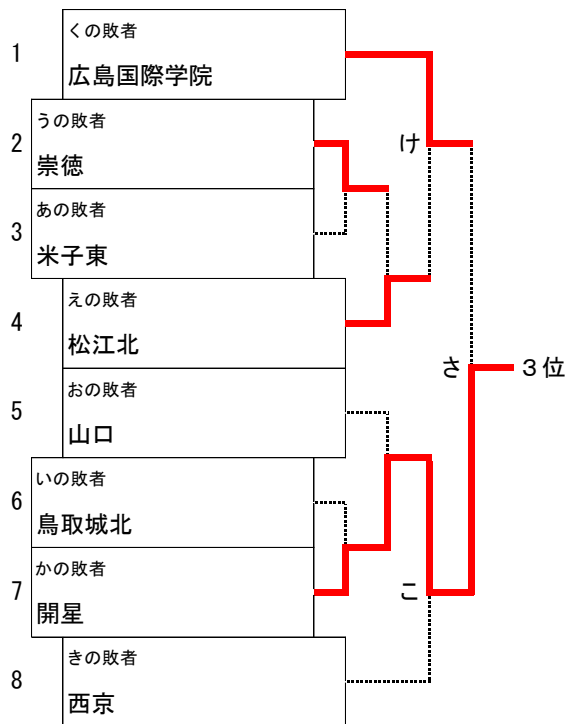 1
くの敗者
広島国際学院
2
うの敗者
崇徳
け
3
あの敗者
米子東
4
えの敗者
松江北
さ
3位
5
おの敗者
山口
6
いの敗者
鳥取城北
7
かの敗者
開星
こ
8
きの敗者
西京